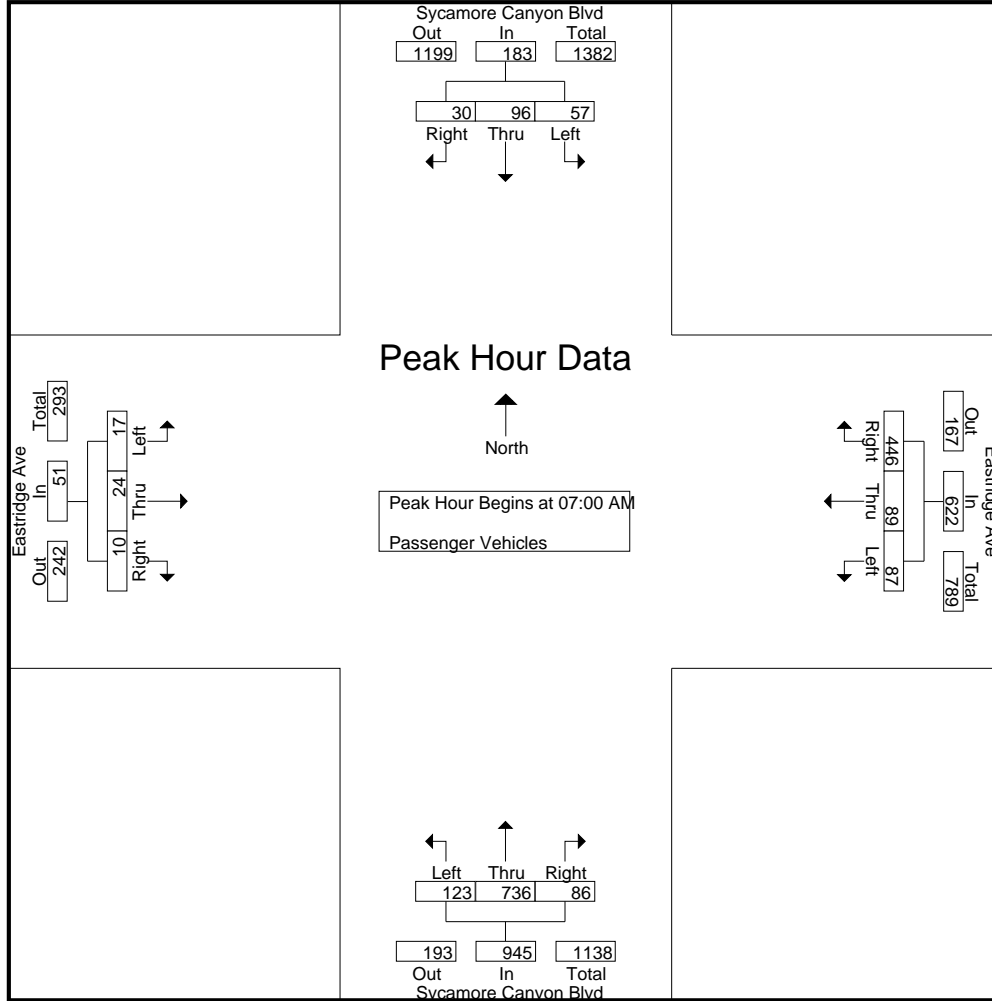 Sycamore Canyon Blvd
Out In Total
1199 183 1382
30 96 57
Right Thru Left
Peak Hour Data
North
Peak Hour Begins at 07:00 AM
Passenger Vehicles
Eastridge Ave
Total In Out
293 51 242
17 24 10
Left Thru Right
Eastridge Ave
Out In Total
167 622 789
446 89 87
Right Thru Left
Left Thru Right
123 736 86
193 945 1138
Out In Total
Sycamore Canyon Blvd